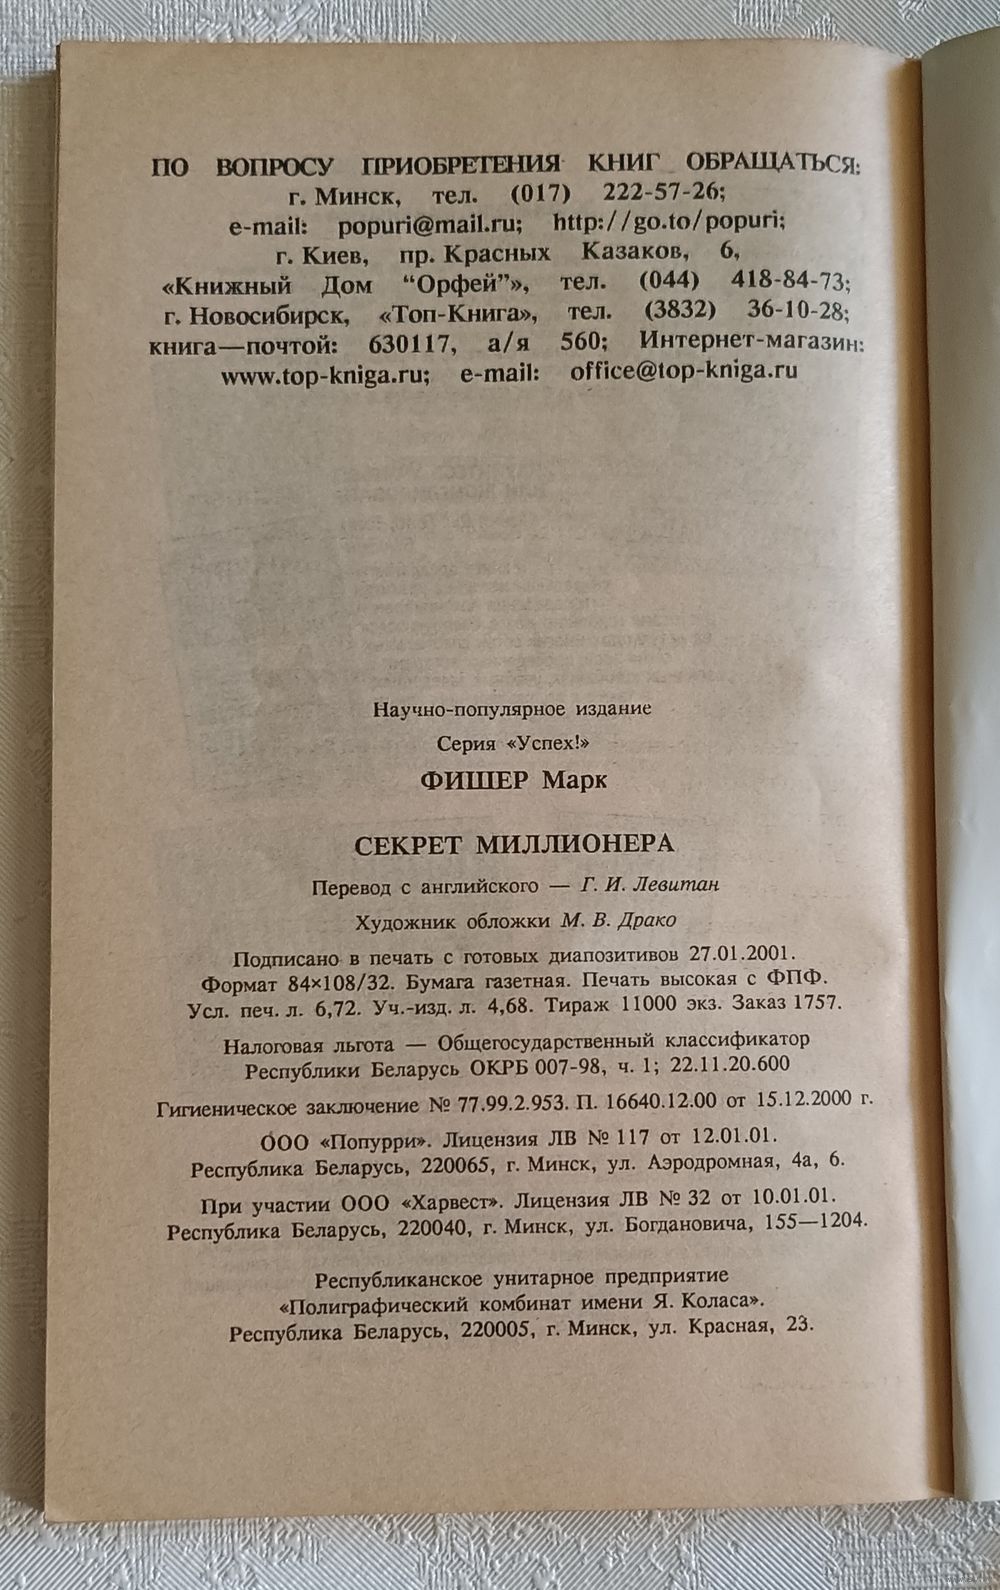 ПО ВОПРОСУ ПРИОБРЕТЕНИЯ КНИГ ОБРАЩАТЬСЯ:
г. Минск, тел. (017) 222-57-26;
e-mail: popuri@mail.ru; http://go.to/popuri;
г. Киев, пр. Красных Казаков, 6,
«Книжный Дом “Орфей”», тел. (044) 418-84-73;
г. Новосибирск, «Топ-Книга», тел. (3832) 36-10-28;
книга—почтой: 630117, а/я 560; Интернет-магазин:
www.top-kniga.ru; e-mail: office@top-kniga.ru
Научно-популярное издание
Серия «Успех!»
ФИШЕР Марк
СЕКРЕТ МИЛЛИОНЕРА
Перевод с английского — Г. И. Левитан
Художник обложки М. В. Драко
Подписано в печать с готовых диапозитивов 27.01.2001.
Формат 84×108/32. Бумага газетная. Печать высокая с ФПФ.
Усл. печ. л. 6,72. Уч.-изд. л. 4,68. Тираж 11000 экз. Заказ 1757.
Налоговая льгота — Общегосударственный классификатор
Республики Беларусь ОКРБ 007-98, ч. 1; 22.11.20.600
Гигиеническое заключение № 77.99.2.953. П. 16640.12.00 от 15.12.2000 г.
ООО «Попурри». Лицензия ЛВ № 117 от 12.01.01.
Республика Беларусь, 220065, г. Минск, ул. Аэродромная, 4а, 6.
При участии ООО «Харвест». Лицензия ЛВ № 32 от 10.01.01.
Республика Беларусь, 220040, г. Минск, ул. Богдановича, 155—1204.
Республиканское унитарное предприятие
«Полиграфический комбинат имени Я. Коласа».
Республика Беларусь, 220005, г. Минск, ул. Красная, 23.